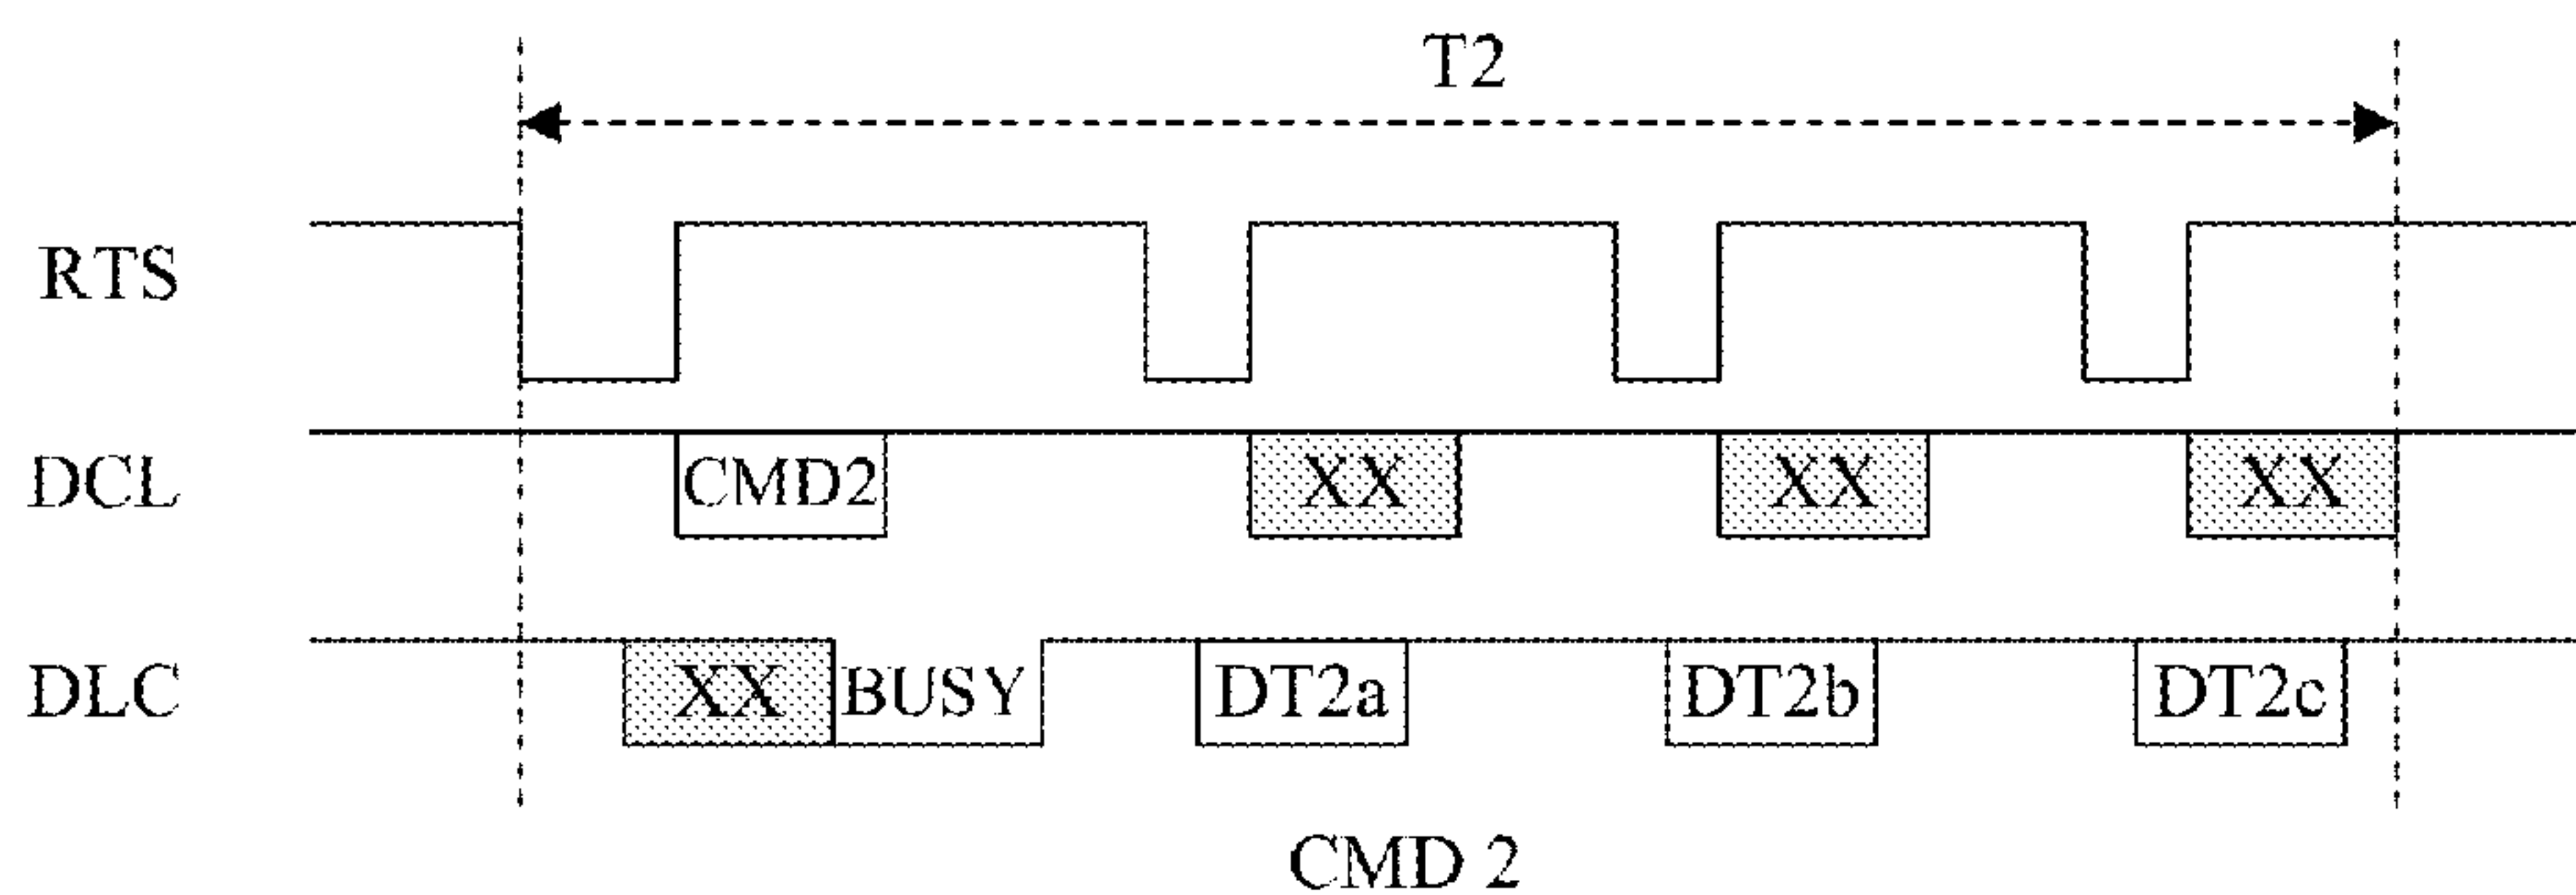 T2
RTS
DCL CMD2 XX XX XX
DLC XX BUSY DT2a DT2b DT2c
CMD 2